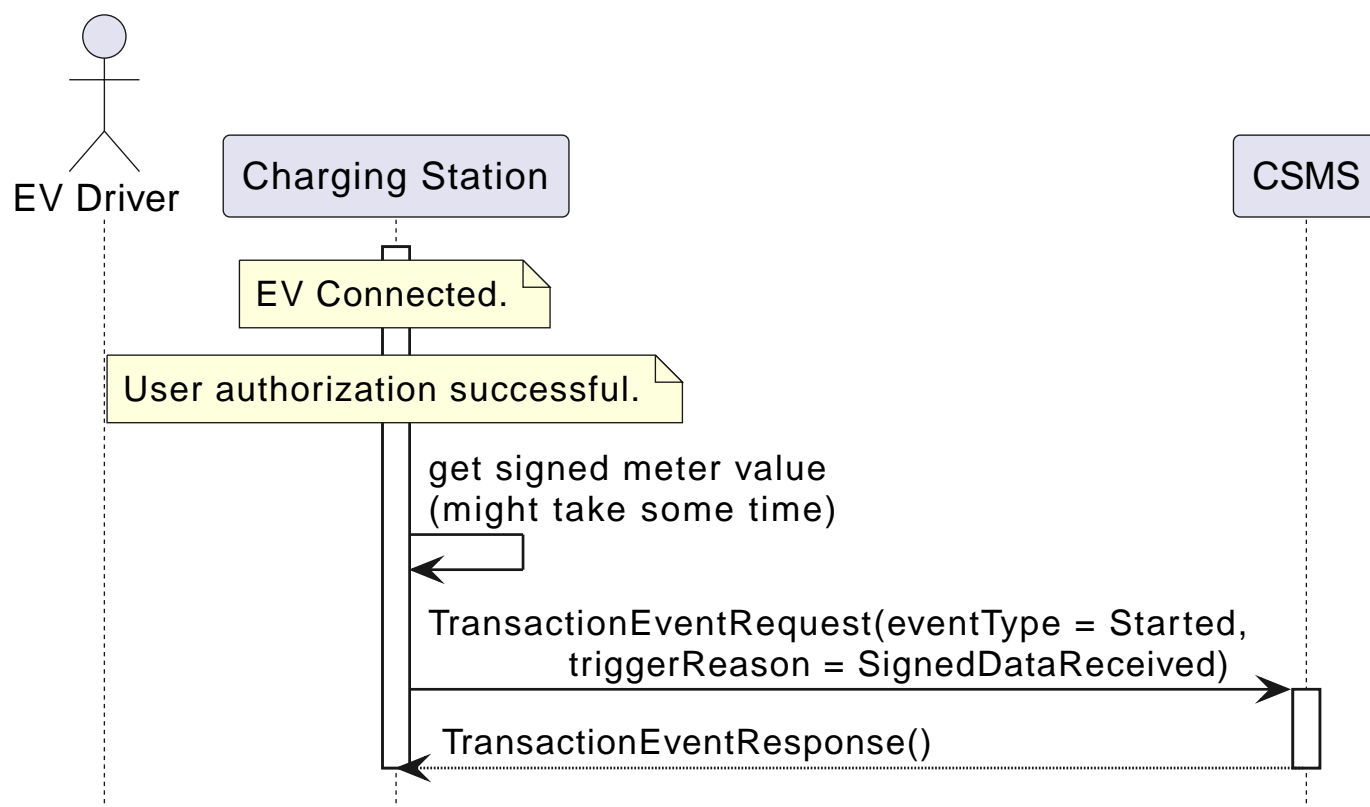 EV Driver
Charging Station
CSMS
EV Connected.
User authorization successful.
get signed meter value
(might take some time)
TransactionEventRequest(eventType = Started,
triggerReason = SignedDataReceived)
TransactionEventResponse()